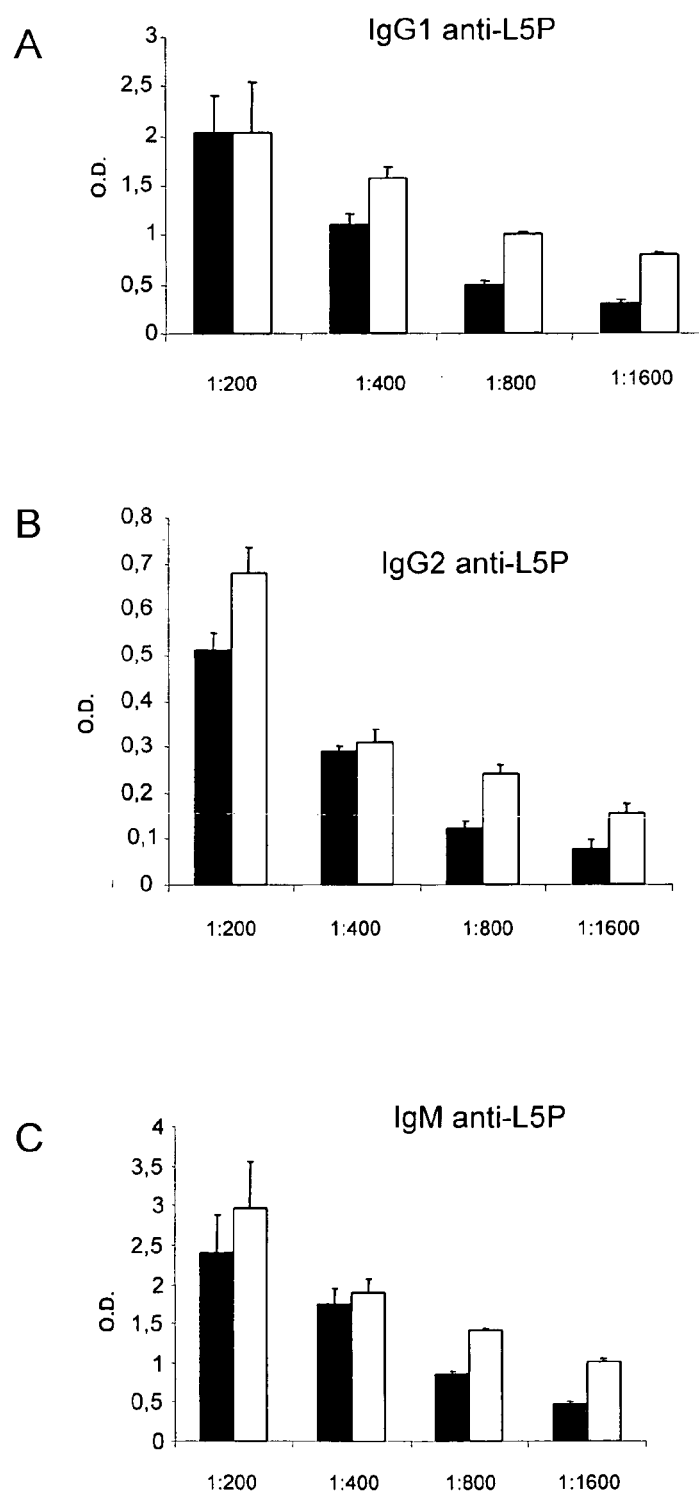 A
IgG1 anti-L5P
3
2,5
2
1,5
1
0,5
0
O.D.
1:200 1:400 1:800 1:1600
B
IgG2 anti-L5P
0,8
0,7
0,6
0,5
0,4
0,3
0,2
0,1
0
O.D.
1:200 1:400 1:800 1:1600
C
IgM anti-L5P
4
3,5
3
2,5
2
1,5
1
0,5
0
O.D.
1:200 1:400 1:800 1:1600